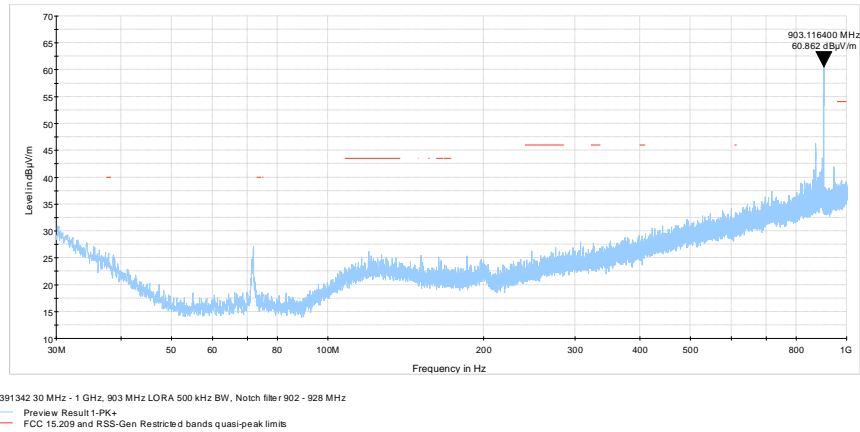 70
903.116400 MHz
65
60.862 dBµV/m
60
55
50
45
40
35
30
25
20
15
10
Level in dBµV/m
30M 50 60 80 100M 200 300 400 500 800 1G
Frequency in Hz
391342 30 MHz - 1 GHz, 903 MHz LORA 500 kHz BW, Notch filter 902 - 928 MHz
Preview Result 1-PK+
FCC 15.209 and RSS-Gen Restricted bands quasi-peak limits